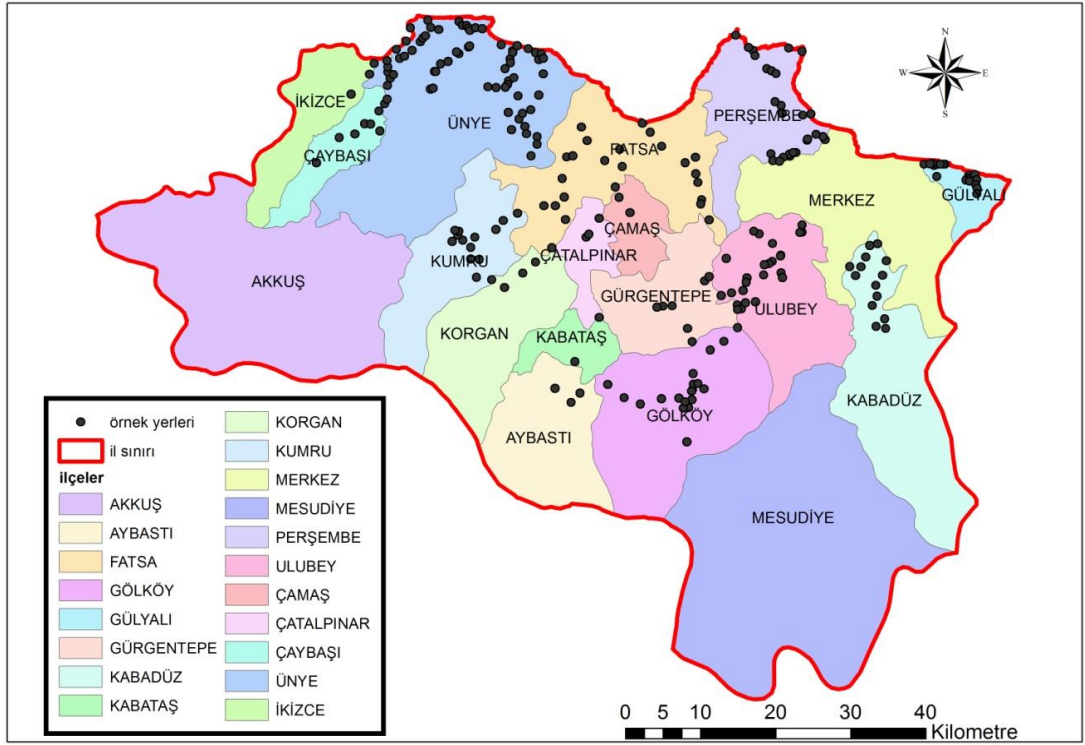 N
W E
S
İKİZCE
ÜNYE
PERŞEMBE
FATSA
ÇAYBAŞI
GÜLYALI
MERKEZ
ÇAMAŞ
ÇATALPINAR
KUMRU
AKKUŞ
GÜRGENTEPE
ULUBEY
KORGAN
KABATAŞ
KABADÜZ
GÖLKÖY
AYBASTI
MESUDİYE
örnek yerleri
il sınırı
ilçeler
AKKUŞ
AYBASTI
FATSA
GÖLKÖY
GÜLYALI
GÜRGENTEPE
KABADÜZ
KABATAŞ
KORGAN
KUMRU
MERKEZ
MESUDİYE
PERŞEMBE
ULUBEY
ÇAMAŞ
ÇATALPINAR
ÇAYBAŞI
ÜNYE
İKİZCE
0 5 10 20 30 40
Kilometre